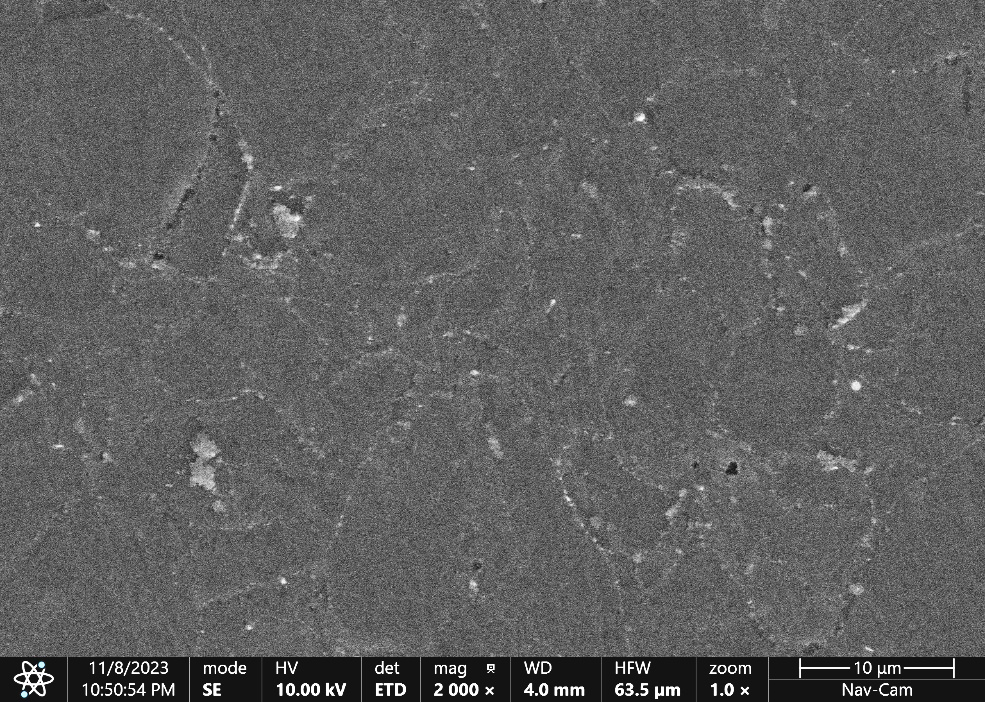 11/8/2023 mode HV det mag WD HFW zoom 10 µm
10:50:54 PM SE 10.00 kV ETD 2 000 × 4.0 mm 63.5 µm 1.0 × Nav-Cam